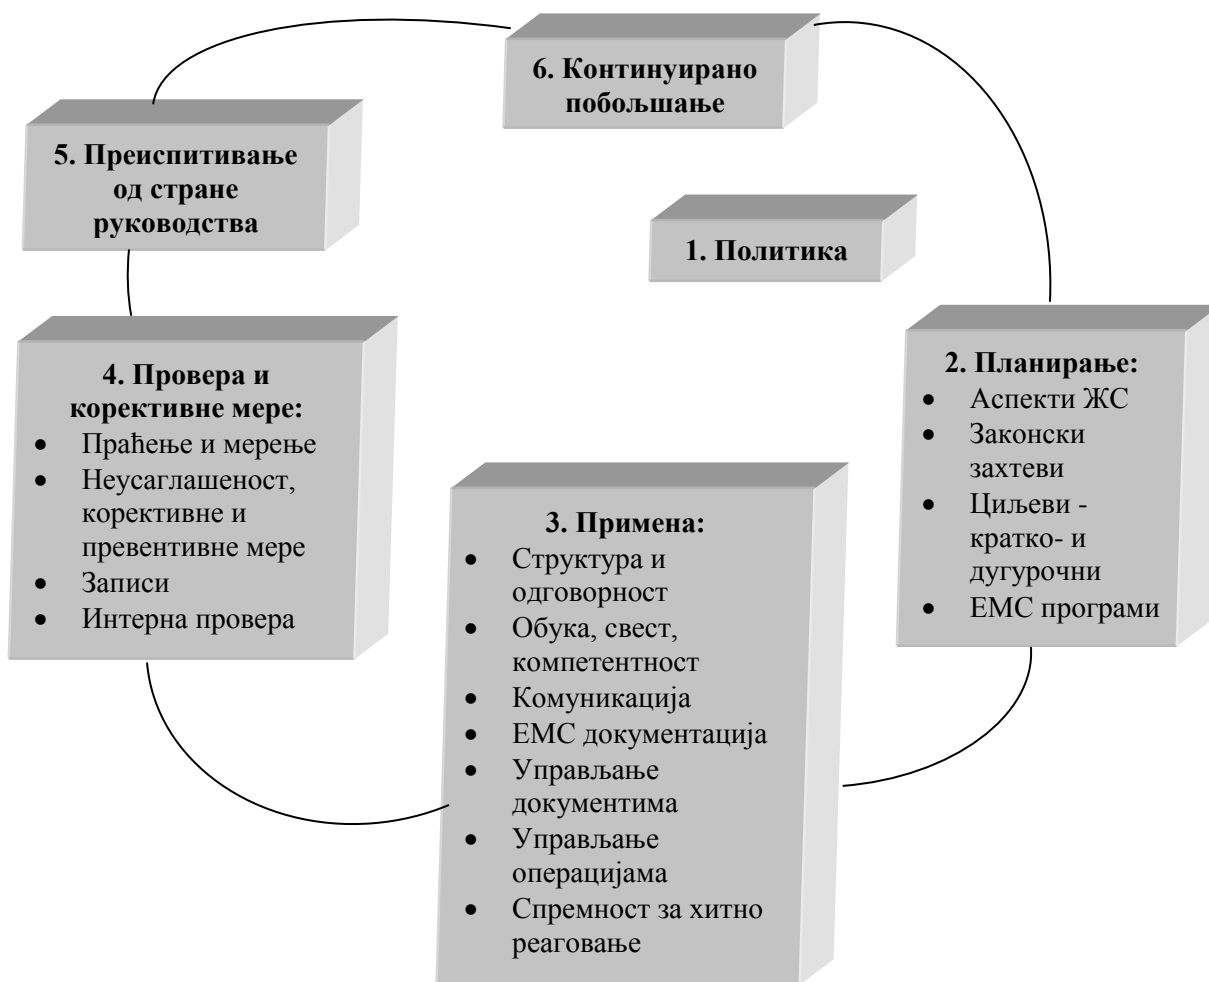 6. Континуирано
побољшање
5. Преиспитивање
од стране
руководства
1. Политика
2. Планирање:
• Аспекти ЖС
• Законски
захтеви
• Циљеви -
кратко- и
дугурочни
• ЕМС програми
4. Провера и
корективне мере:
• Праћење и мерење
• Неусаглашеност,
корективне и
превентивне мере
• Записи
• Интерна провера
3. Примена:
• Структура и
одговорност
• Обука, свест,
компетентност
• Комуникација
• ЕМС документација
• Управљање
документима
• Управљање
операцијама
• Спремност за хитно
реаговање